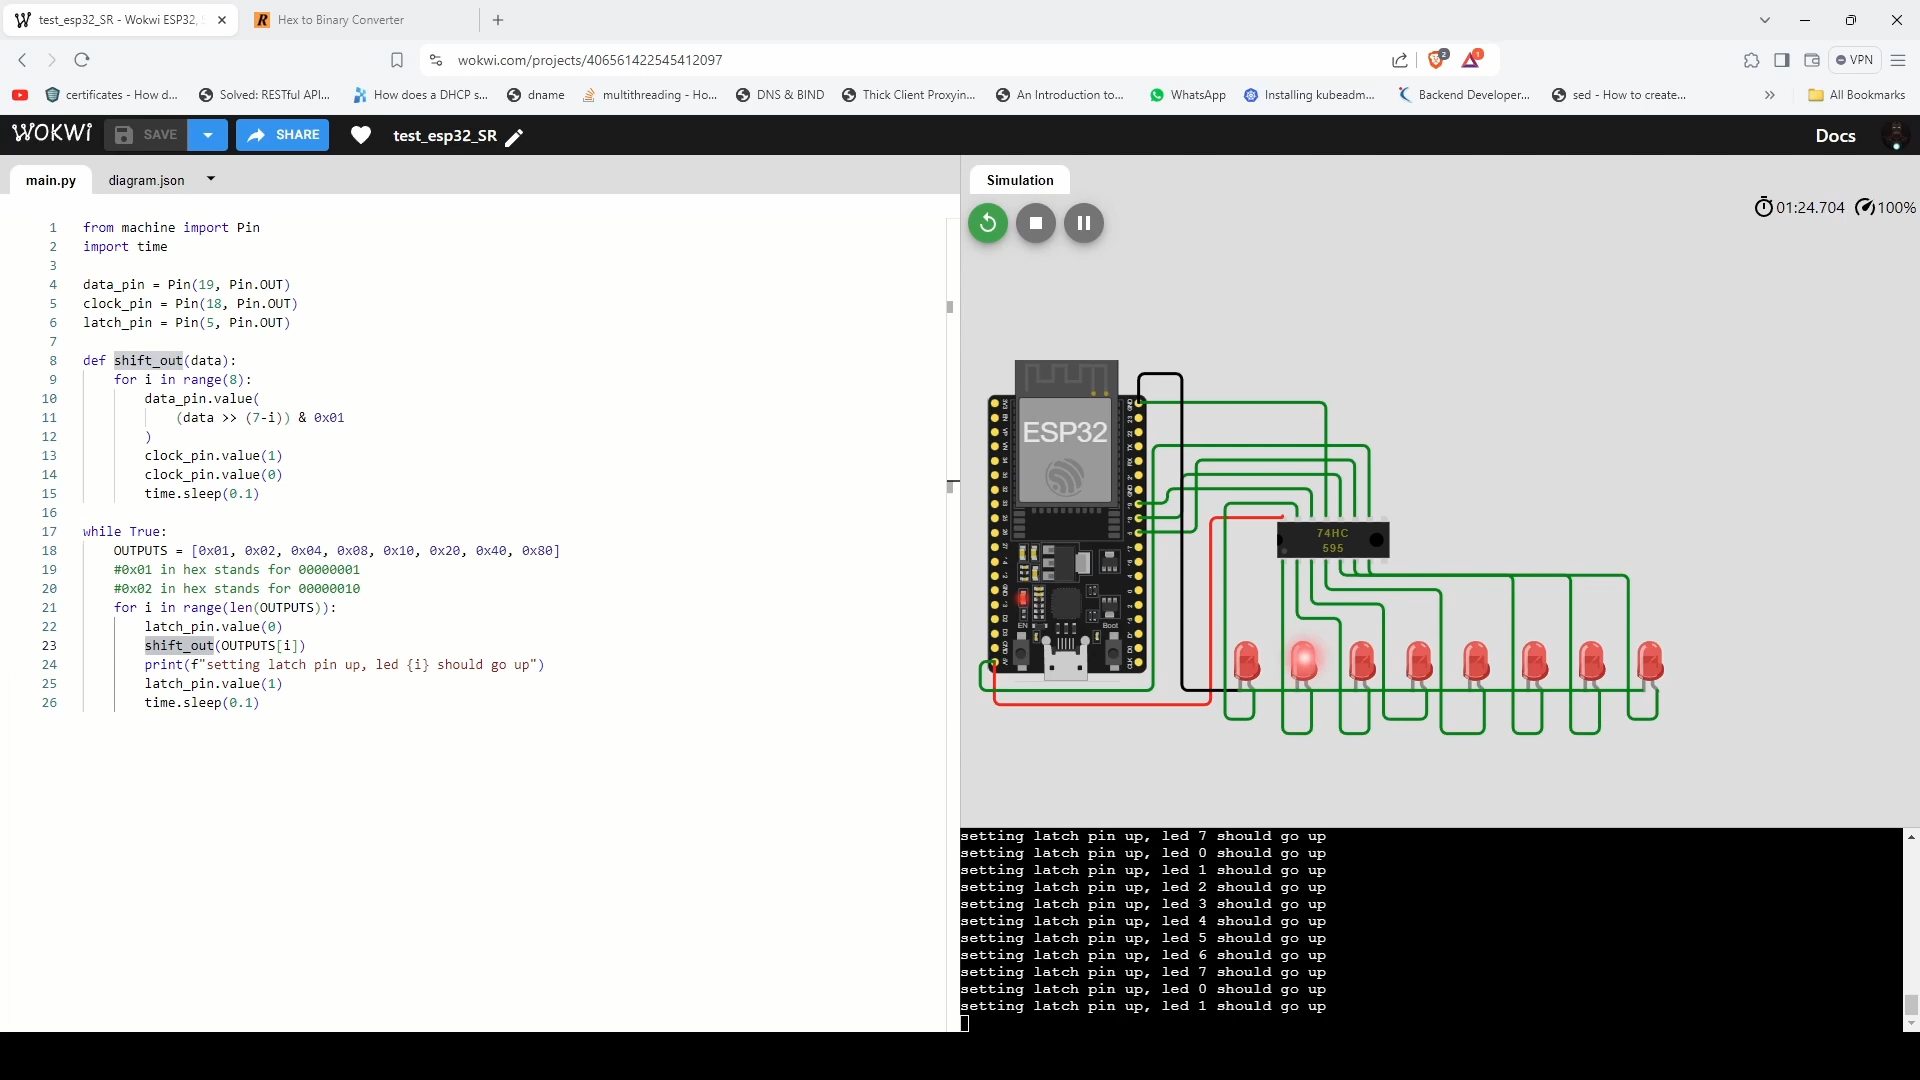 test_esp32_SR - Wokwi ESP32,
Hex to Binary Converter
wokwi.com/projects/406561422545412097
2
1
VPN
certificates - How d...
Solved: RESTful API...
How does a DHCP s...
dname
multithreading - Ho...
DNS & BIND
Thick Client Proxyin...
An Introduction to...
WhatsApp
Installing kubeadm...
Backend Developer...
sed - How to create...
All Bookmarks
WOKWI
SAVE
SHARE
test_esp32_SR
Docs
main.py
diagram.json
Simulation
01:24.704
100%
1 from machine import Pin
2 import time
3
4 data_pin = Pin(19, Pin.OUT)
5 clock_pin = Pin(18, Pin.OUT)
6 latch_pin = Pin(5, Pin.OUT)
7
8 def shift_out(data):
9 for i in range(8):
10 data_pin.value(
11 (data >> (7-i)) & 0x01
12 )
13 clock_pin.value(1)
14 clock_pin.value(0)
15 time.sleep(0.1)
16
17 while True:
18 OUTPUTS = [0x01, 0x02, 0x04, 0x08, 0x10, 0x20, 0x40, 0x80]
19 #0x01 in hex stands for 00000001
20 #0x02 in hex stands for 00000010
21 for i in range(len(OUTPUTS)):
22 latch_pin.value(0)
23 shift_out(OUTPUTS[i])
24 print(f"setting latch pin up, led {i} should go up")
25 latch_pin.value(1)
26 time.sleep(0.1)
ESP32
EN
Boot
74HC
595
setting latch pin up, led 7 should go up
setting latch pin up, led 0 should go up
setting latch pin up, led 1 should go up
setting latch pin up, led 2 should go up
setting latch pin up, led 3 should go up
setting latch pin up, led 4 should go up
setting latch pin up, led 5 should go up
setting latch pin up, led 6 should go up
setting latch pin up, led 7 should go up
setting latch pin up, led 0 should go up
setting latch pin up, led 1 should go up